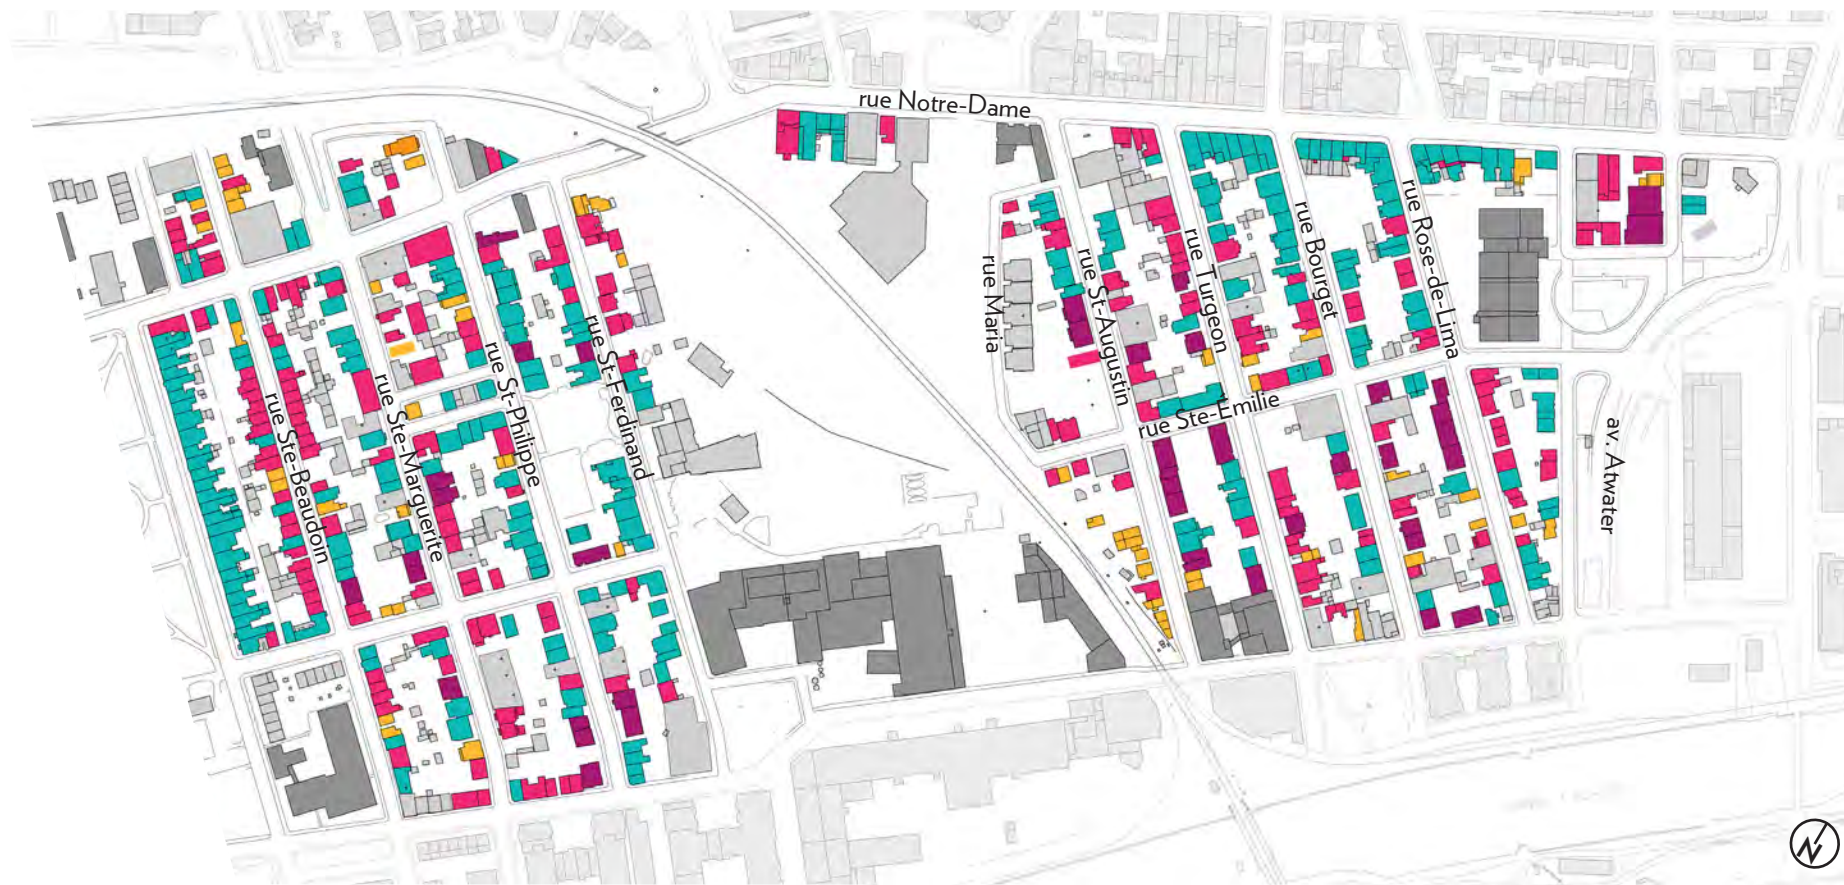 rue Notre-Dame
rue Maria
rue St-Augustin
rue Turgeon
rue Bourget
rue Rose-de-Lima
rue Ste-Emilie
av. Atwater
rue Ste-Beaudoin
rue Ste-Marguerite
rue St-Philippe
rue St-Ferdinand
N